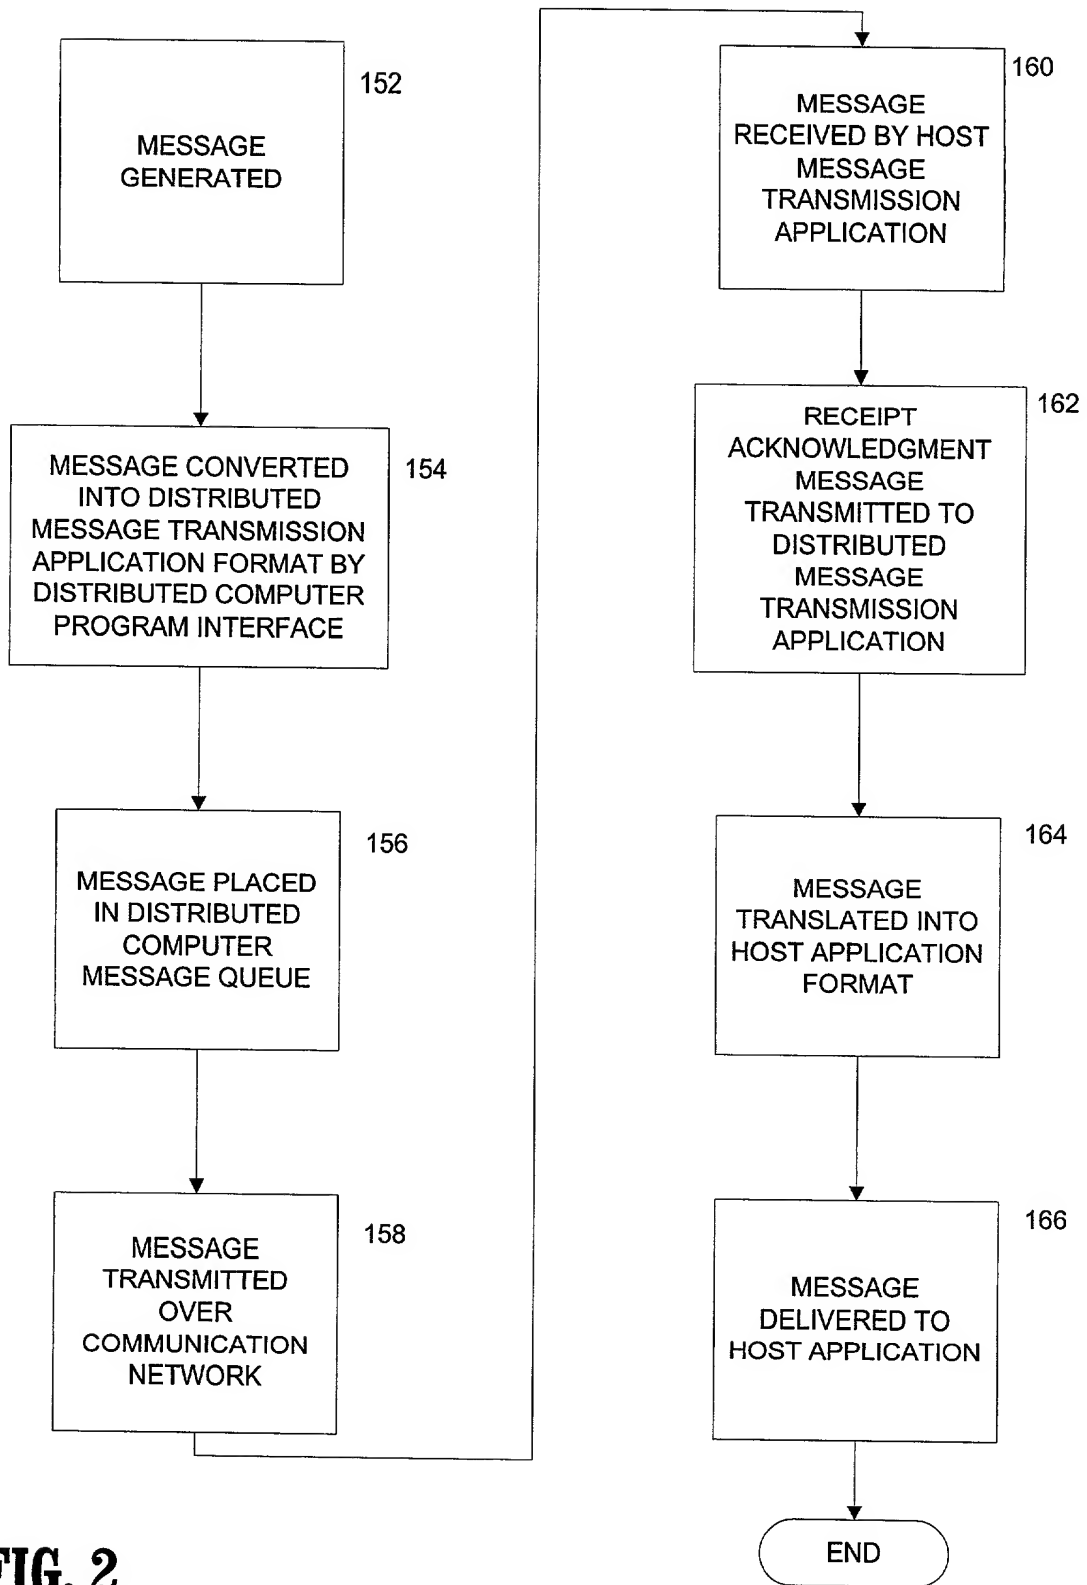 152
MESSAGE
GENERATED
154
MESSAGE CONVERTED
INTO DISTRIBUTED
MESSAGE TRANSMISSION
APPLICATION FORMAT BY
DISTRIBUTED COMPUTER
PROGRAM INTERFACE
156
MESSAGE PLACED
IN DISTRIBUTED
COMPUTER
MESSAGE QUEUE
158
MESSAGE
TRANSMITTED
OVER
COMMUNICATION
NETWORK
160
MESSAGE
RECEIVED BY HOST
MESSAGE
TRANSMISSION
APPLICATION
162
RECEIPT
ACKNOWLEDGMENT
MESSAGE
TRANSMITTED TO
DISTRIBUTED
MESSAGE
TRANSMISSION
APPLICATION
164
MESSAGE
TRANSLATED INTO
HOST APPLICATION
FORMAT
166
MESSAGE
DELIVERED TO
HOST APPLICATION
END
FIG. 2